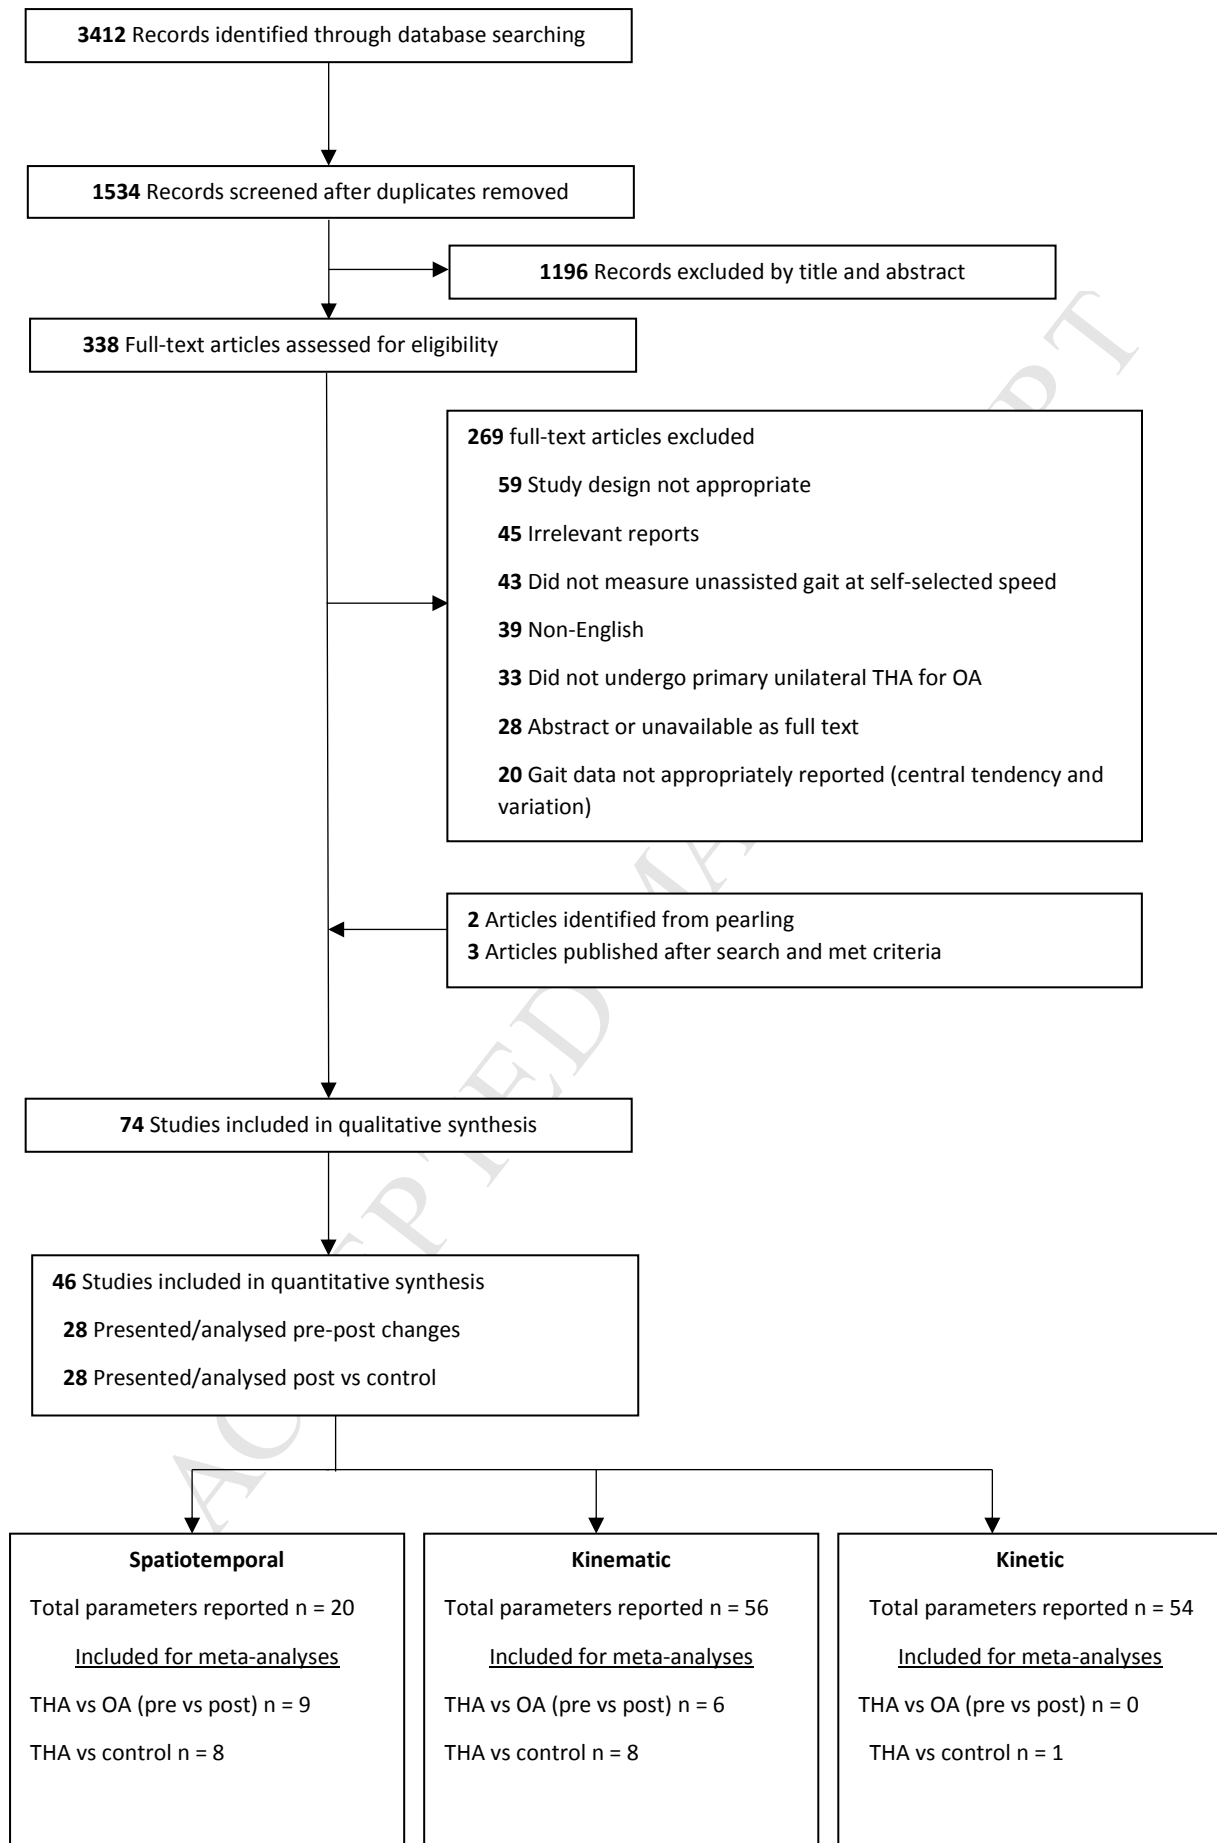 3412 Records identified through database searching
1534 Records screened after duplicates removed
1196 Records excluded by title and abstract
338 Full-text articles assessed for eligibility
269 full-text articles excluded
59 Study design not appropriate
45 Irrelevant reports
43 Did not measure unassisted gait at self-selected speed
39 Non-English
33 Did not undergo primary unilateral THA for OA
28 Abstract or unavailable as full text
20 Gait data not appropriately reported (central tendency and
variation)
2 Articles identified from pearling
3 Articles published after search and met criteria
74 Studies included in qualitative synthesis
46 Studies included in quantitative synthesis
28 Presented/analysed pre-post changes
28 Presented/analysed post vs control
Spatiotemporal
Total parameters reported n = 20
Included for meta-analyses
THA vs OA (pre vs post) n = 9
THA vs control n = 8
Kinematic
Total parameters reported n = 56
Included for meta-analyses
THA vs OA (pre vs post) n = 6
THA vs control n = 8
Kinetic
Total parameters reported n = 54
Included for meta-analyses
THA vs OA (pre vs post) n = 0
THA vs control n = 1